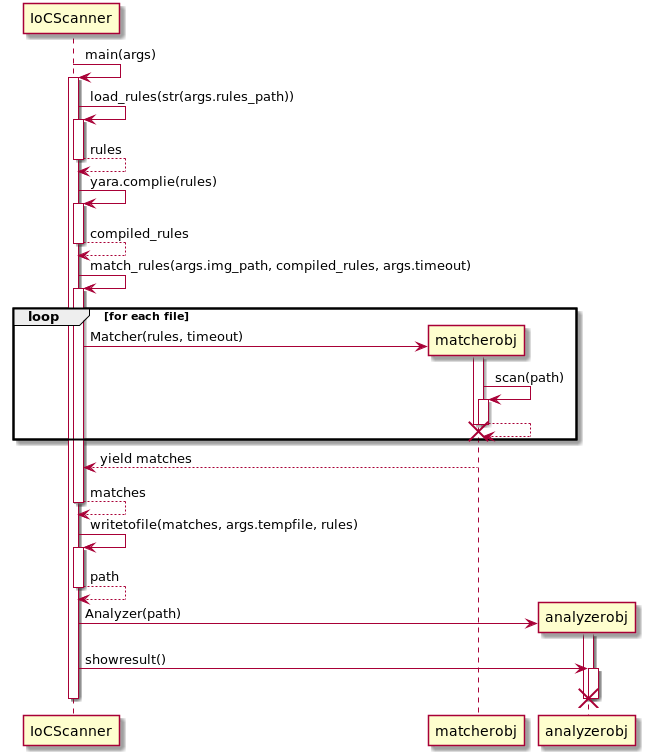 IoCScanner
main(args)
load_rules(str(args.rules_path))
rules
yara.complie(rules)
compiled_rules
match_rules(args.img_path, compiled_rules, args.timeout)
loop [for each file]
Matcher(rules, timeout)
matcherobj
scan(path)
yield matches
matches
writetofile(matches, args.tempfile, rules)
path
Analyzer(path)
analyzerobj
showresult()
IoCScanner matcherobj analyzerobj